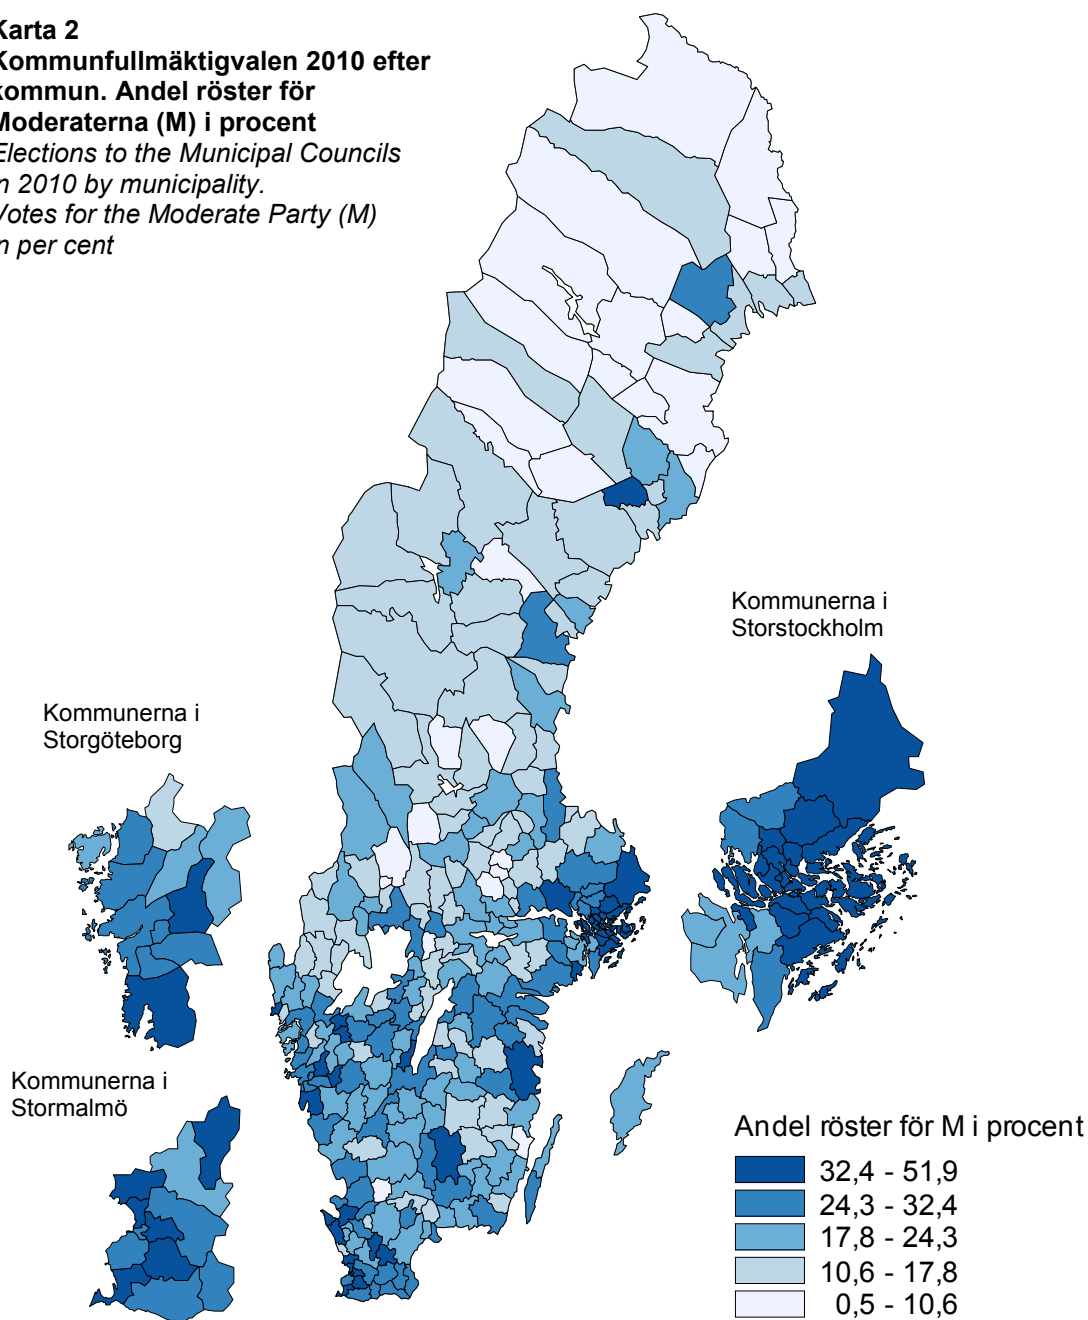 Karta 2
Kommunfullmäktigvalen 2010 efter
kommun. Andel röster för
Moderaterna (M) i procent
Elections to the Municipal Councils
in 2010 by municipality.
Votes for the Moderate Party (M)
in per cent
Kommunerna i
Storstockholm
Kommunerna i
Storgöteborg
Kommunerna i
Stormalmö
Andel röster för M i procent
32,4 - 51,9
24,3 - 32,4
17,8 - 24,3
10,6 - 17,8
0,5 - 10,6